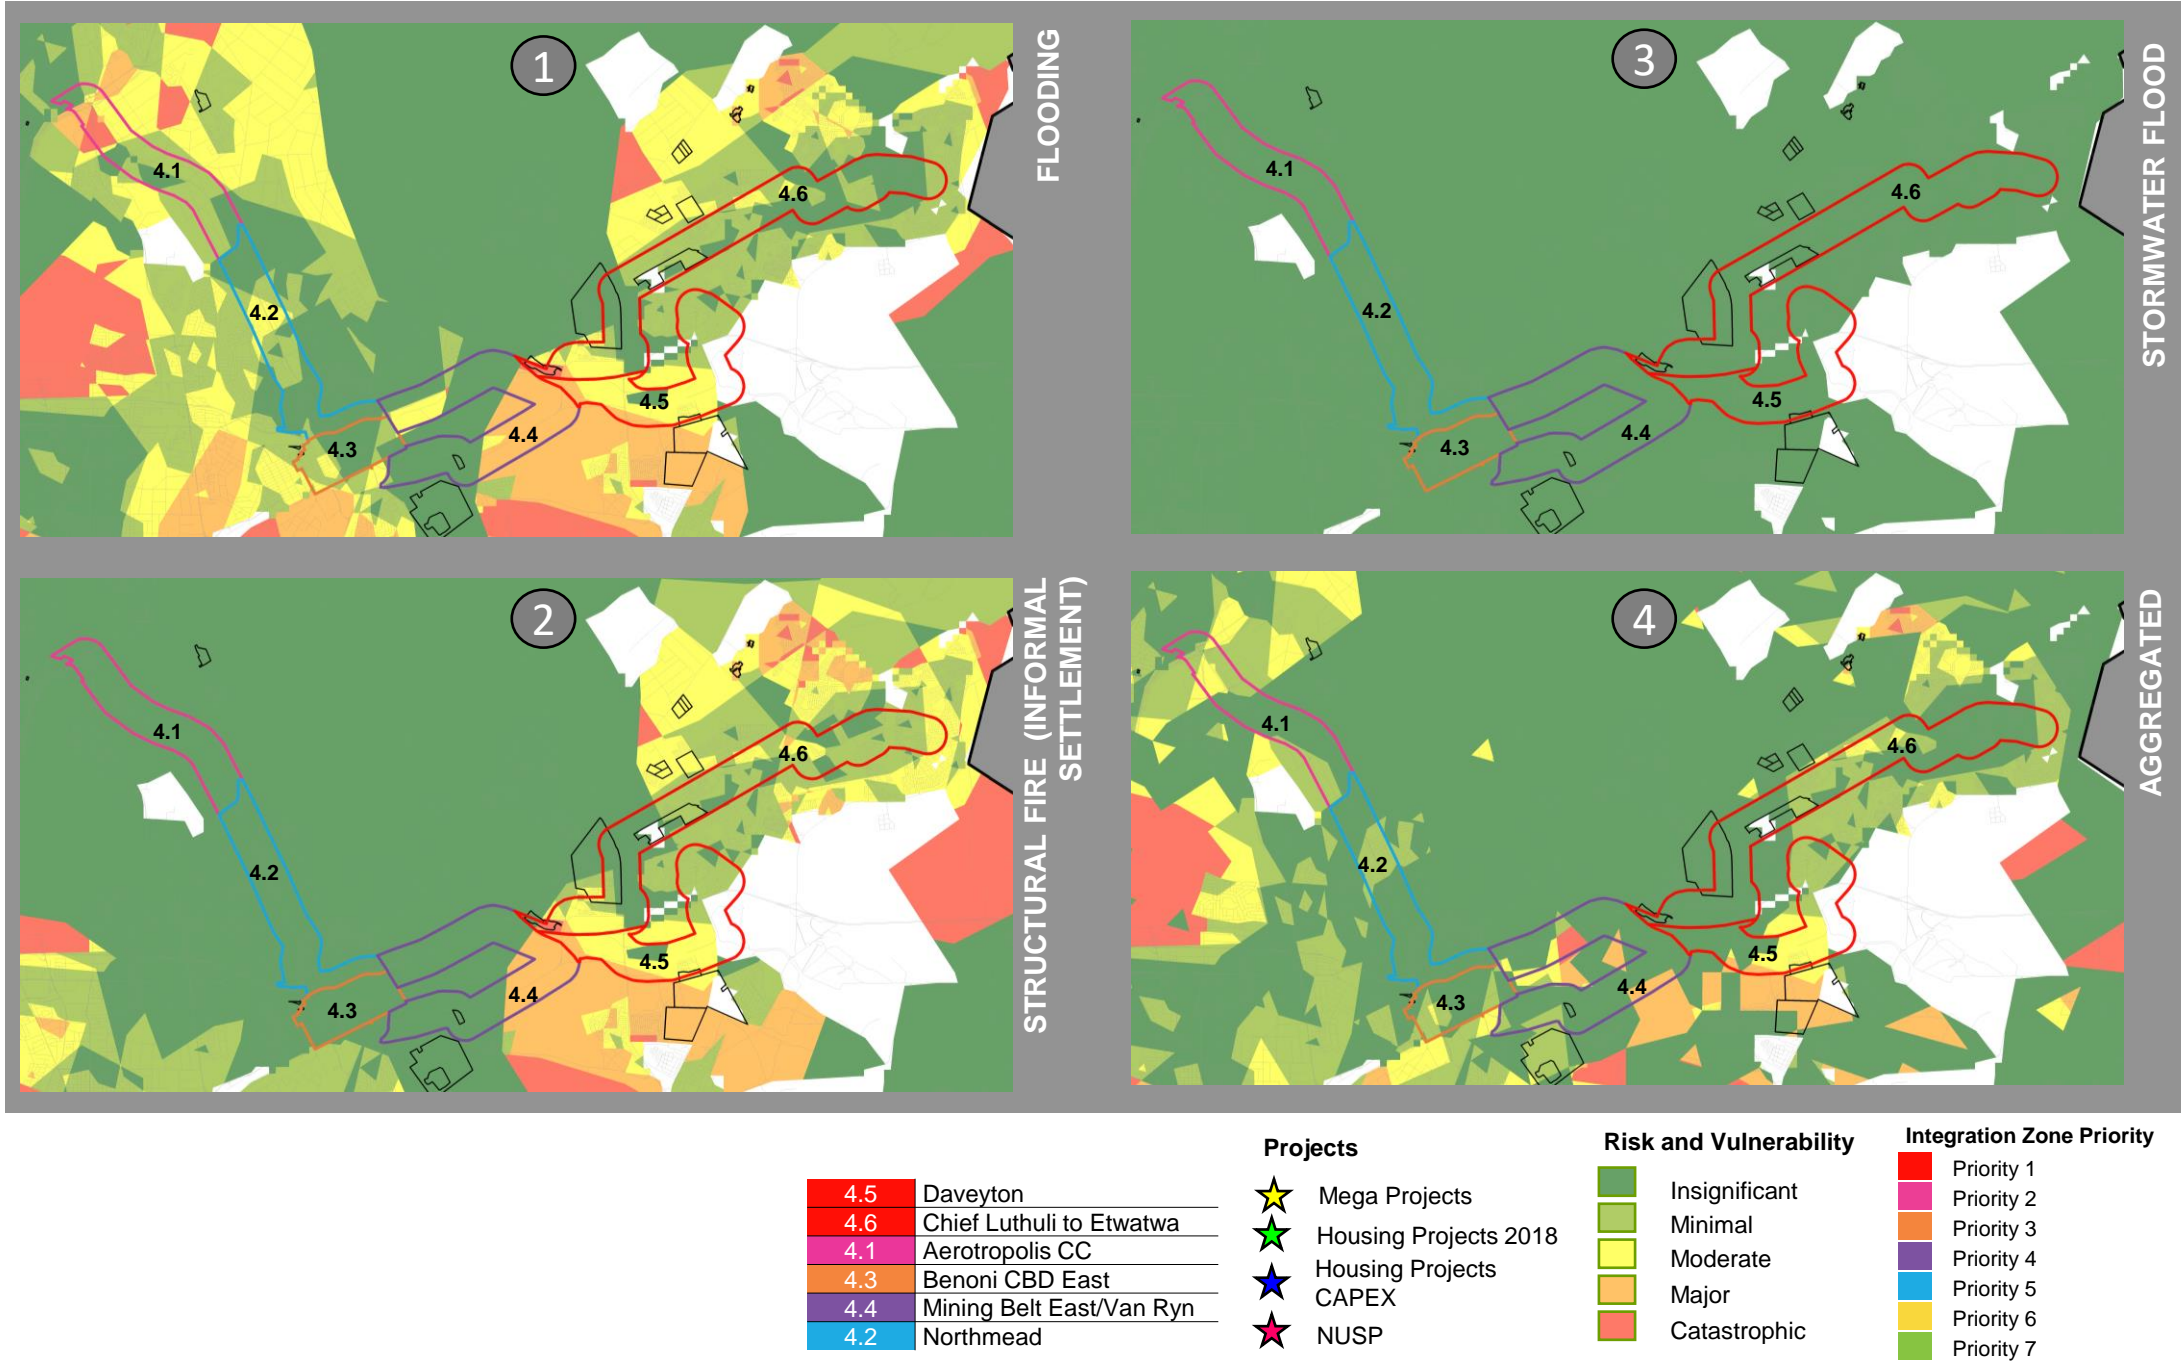 1
4.1
4.2
4.3
4.4
4.5
4.6
FLOODING
3
4.1
4.2
4.3
4.4
4.5
4.6
STORMWATER FLOOD
2
4.1
4.2
4.3
4.4
4.5
4.6
STRUCTURAL FIRE (INFORMAL
SETTLEMENT)
4
4.1
4.2
4.3
4.4
4.5
4.6
AGGREGATED
4.5 Daveyton
4.6 Chief Luthuli to Etwatwa
4.1 Aerotropolis CC
4.3 Benoni CBD East
4.4 Mining Belt East/Van Ryn
4.2 Northmead
Projects
Mega Projects
Housing Projects 2018
Housing Projects
CAPEX
NUSP
Risk and Vulnerability
Insignificant
Minimal
Moderate
Major
Catastrophic
Integration Zone Priority
Priority 1
Priority 2
Priority 3
Priority 4
Priority 5
Priority 6
Priority 7